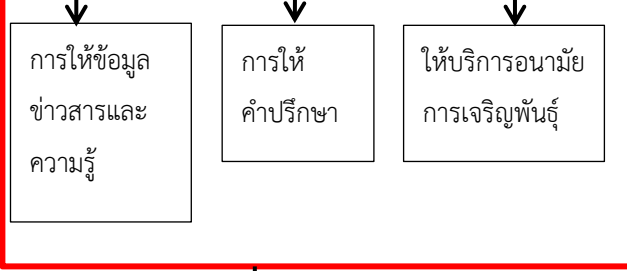 การให้ข้อมูล
ข่าวสารและ
ความรู้
การให้
คำปรึกษา
ให้บริการอนามัย
การเจริญพันธุ์